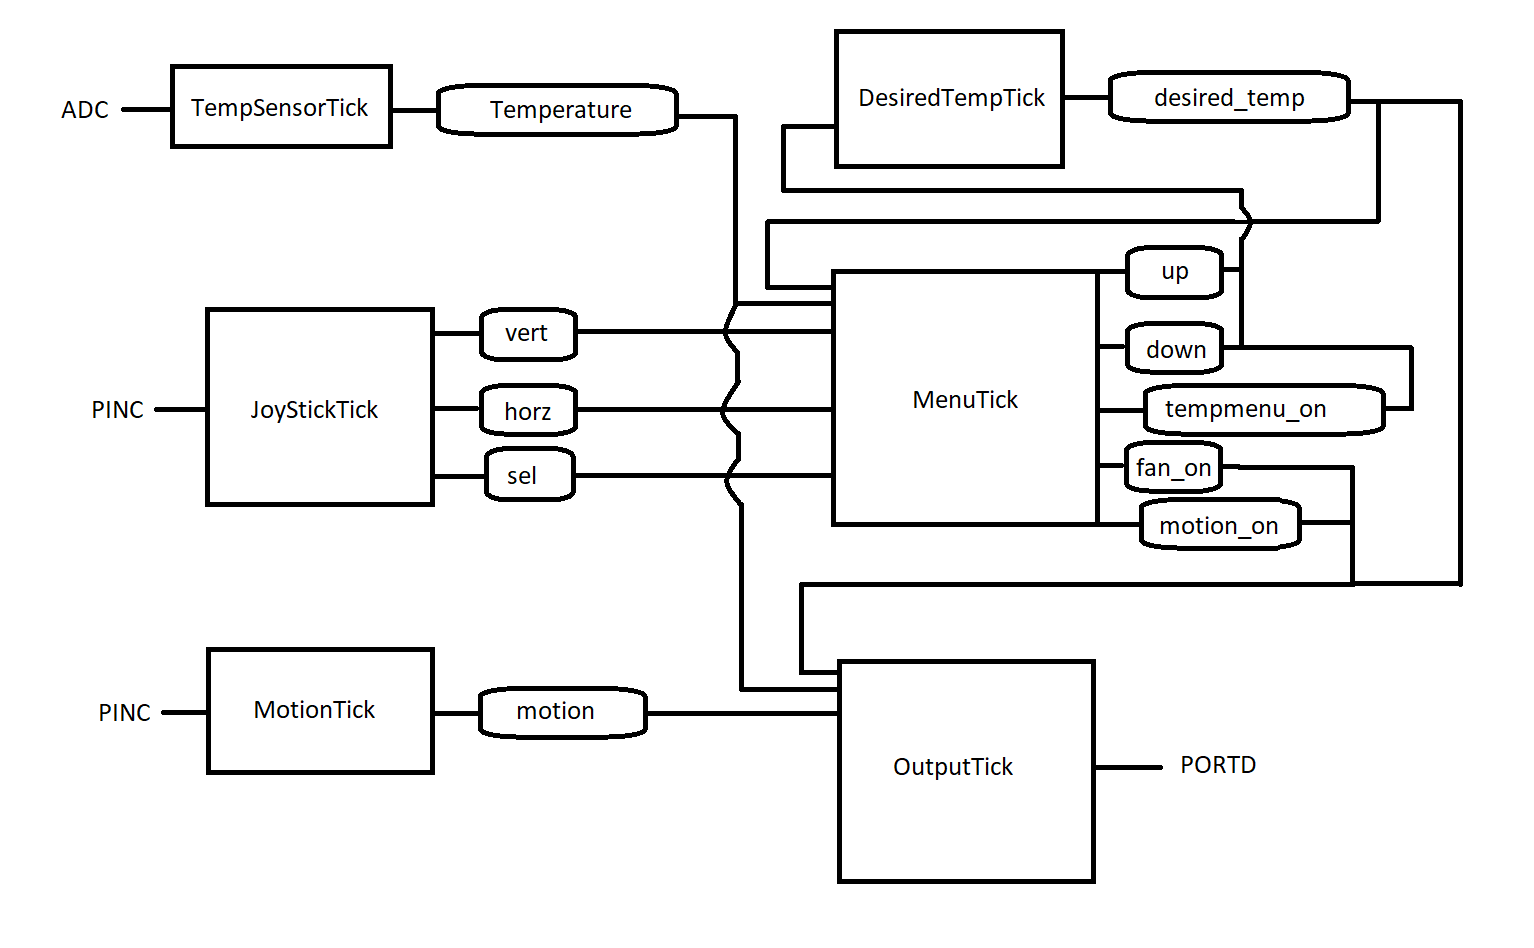 ADC
TempSensorTick
Temperature
DesiredTempTick
desired_temp
up
vert
down
PINC
JoyStickTick
horz
MenuTick
tempmenu_on
sel
fan_on
motion_on
PINC
MotionTick
motion
OutputTick
PORTD